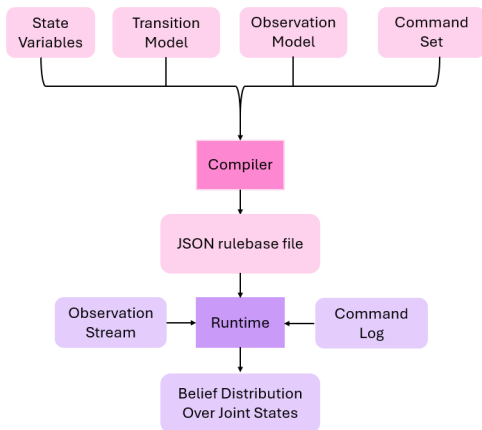 State
Variables
Transition
Model
Observation
Model
Command
Set
Compiler
JSON rulebase file
Observation
Stream
Runtime
Command
Log
Belief Distribution
Over Joint States